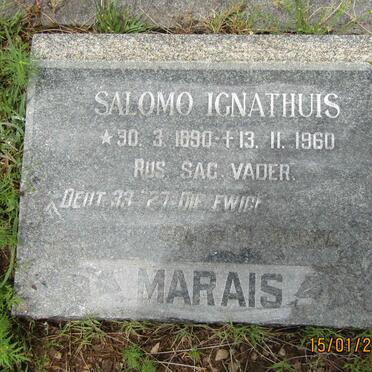 SALOMO IGNATHUIS
★ 30. 3. 1890 - † 13. 11. 1960
RUS SAG. VADER.
DEUT 33 27-DIE EWIGE
MARAIS
15/01/2